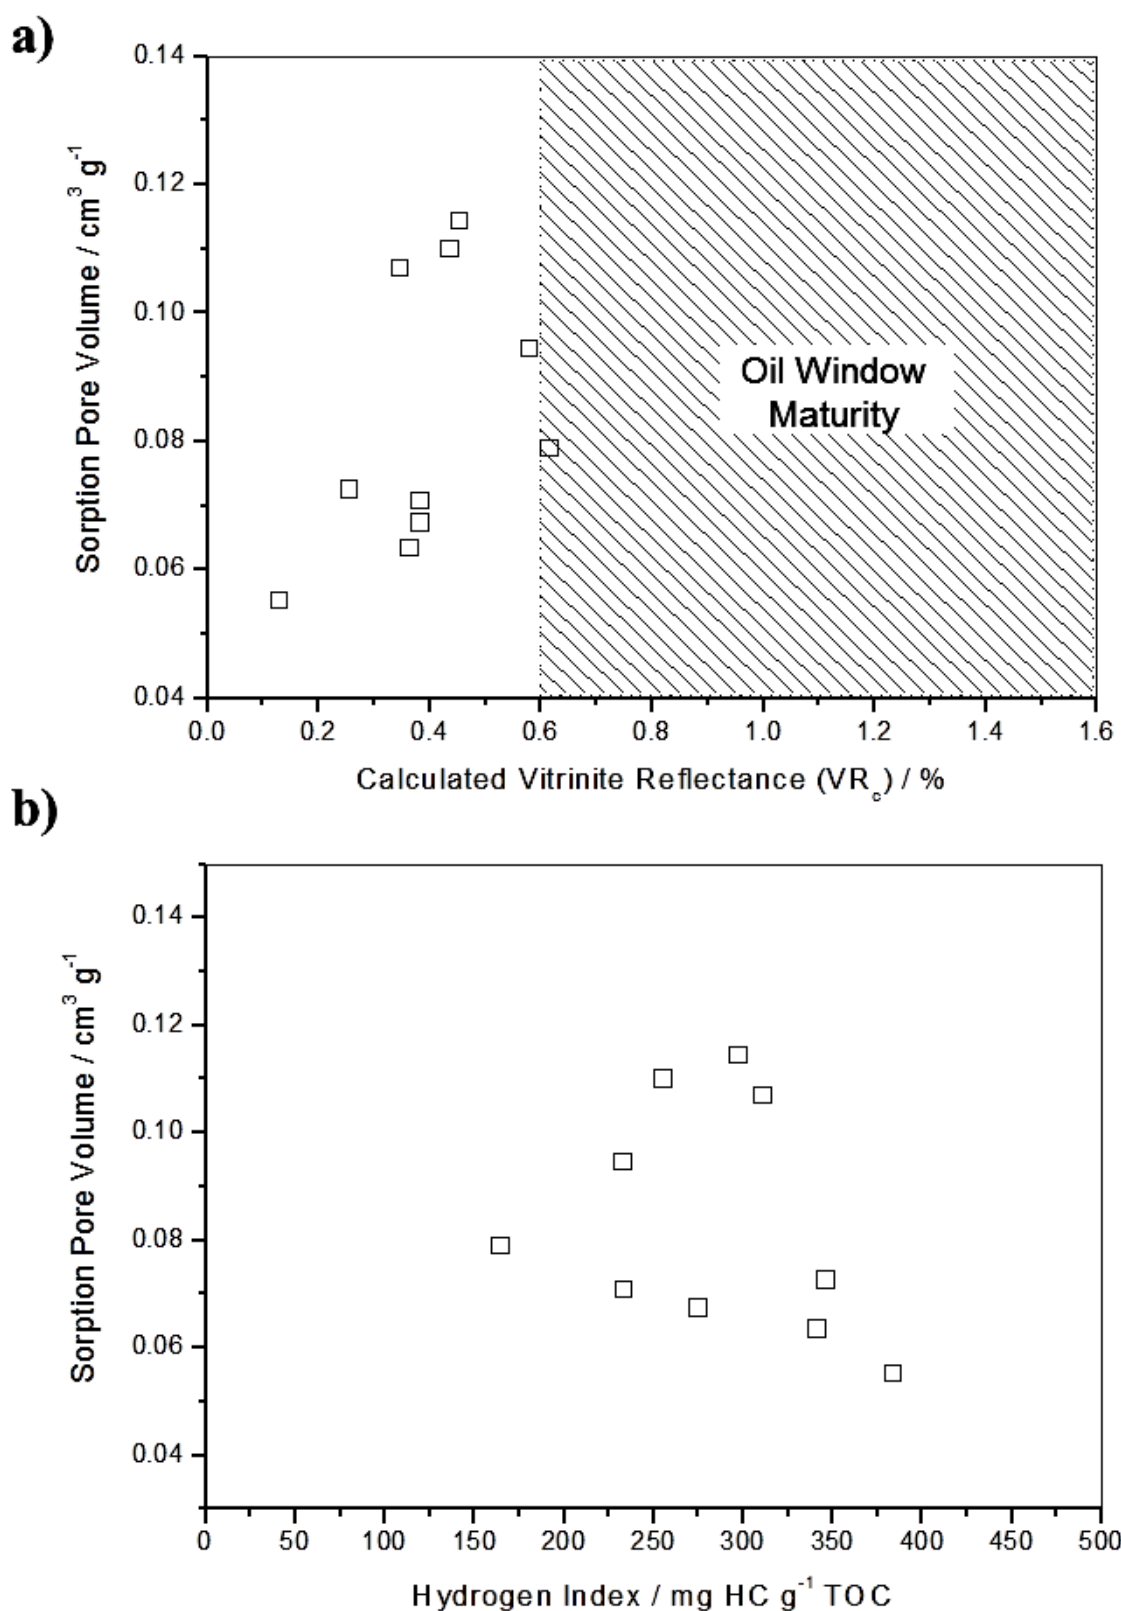 a)
0.14
0.12
0.10
0.08
0.06
0.04
Sorption Pore Volume / cm³ g⁻¹
Oil Window
Maturity
0.0 0.2 0.4 0.6 0.8 1.0 1.2 1.4 1.6
Calculated Vitrinite Reflectance (VR_c) / %
b)
0.14
0.12
0.10
0.08
0.06
0.04
Sorption Pore Volume / cm³ g⁻¹
0 50 100 150 200 250 300 350 400 450 500
Hydrogen Index / mg HC g⁻¹ TOC